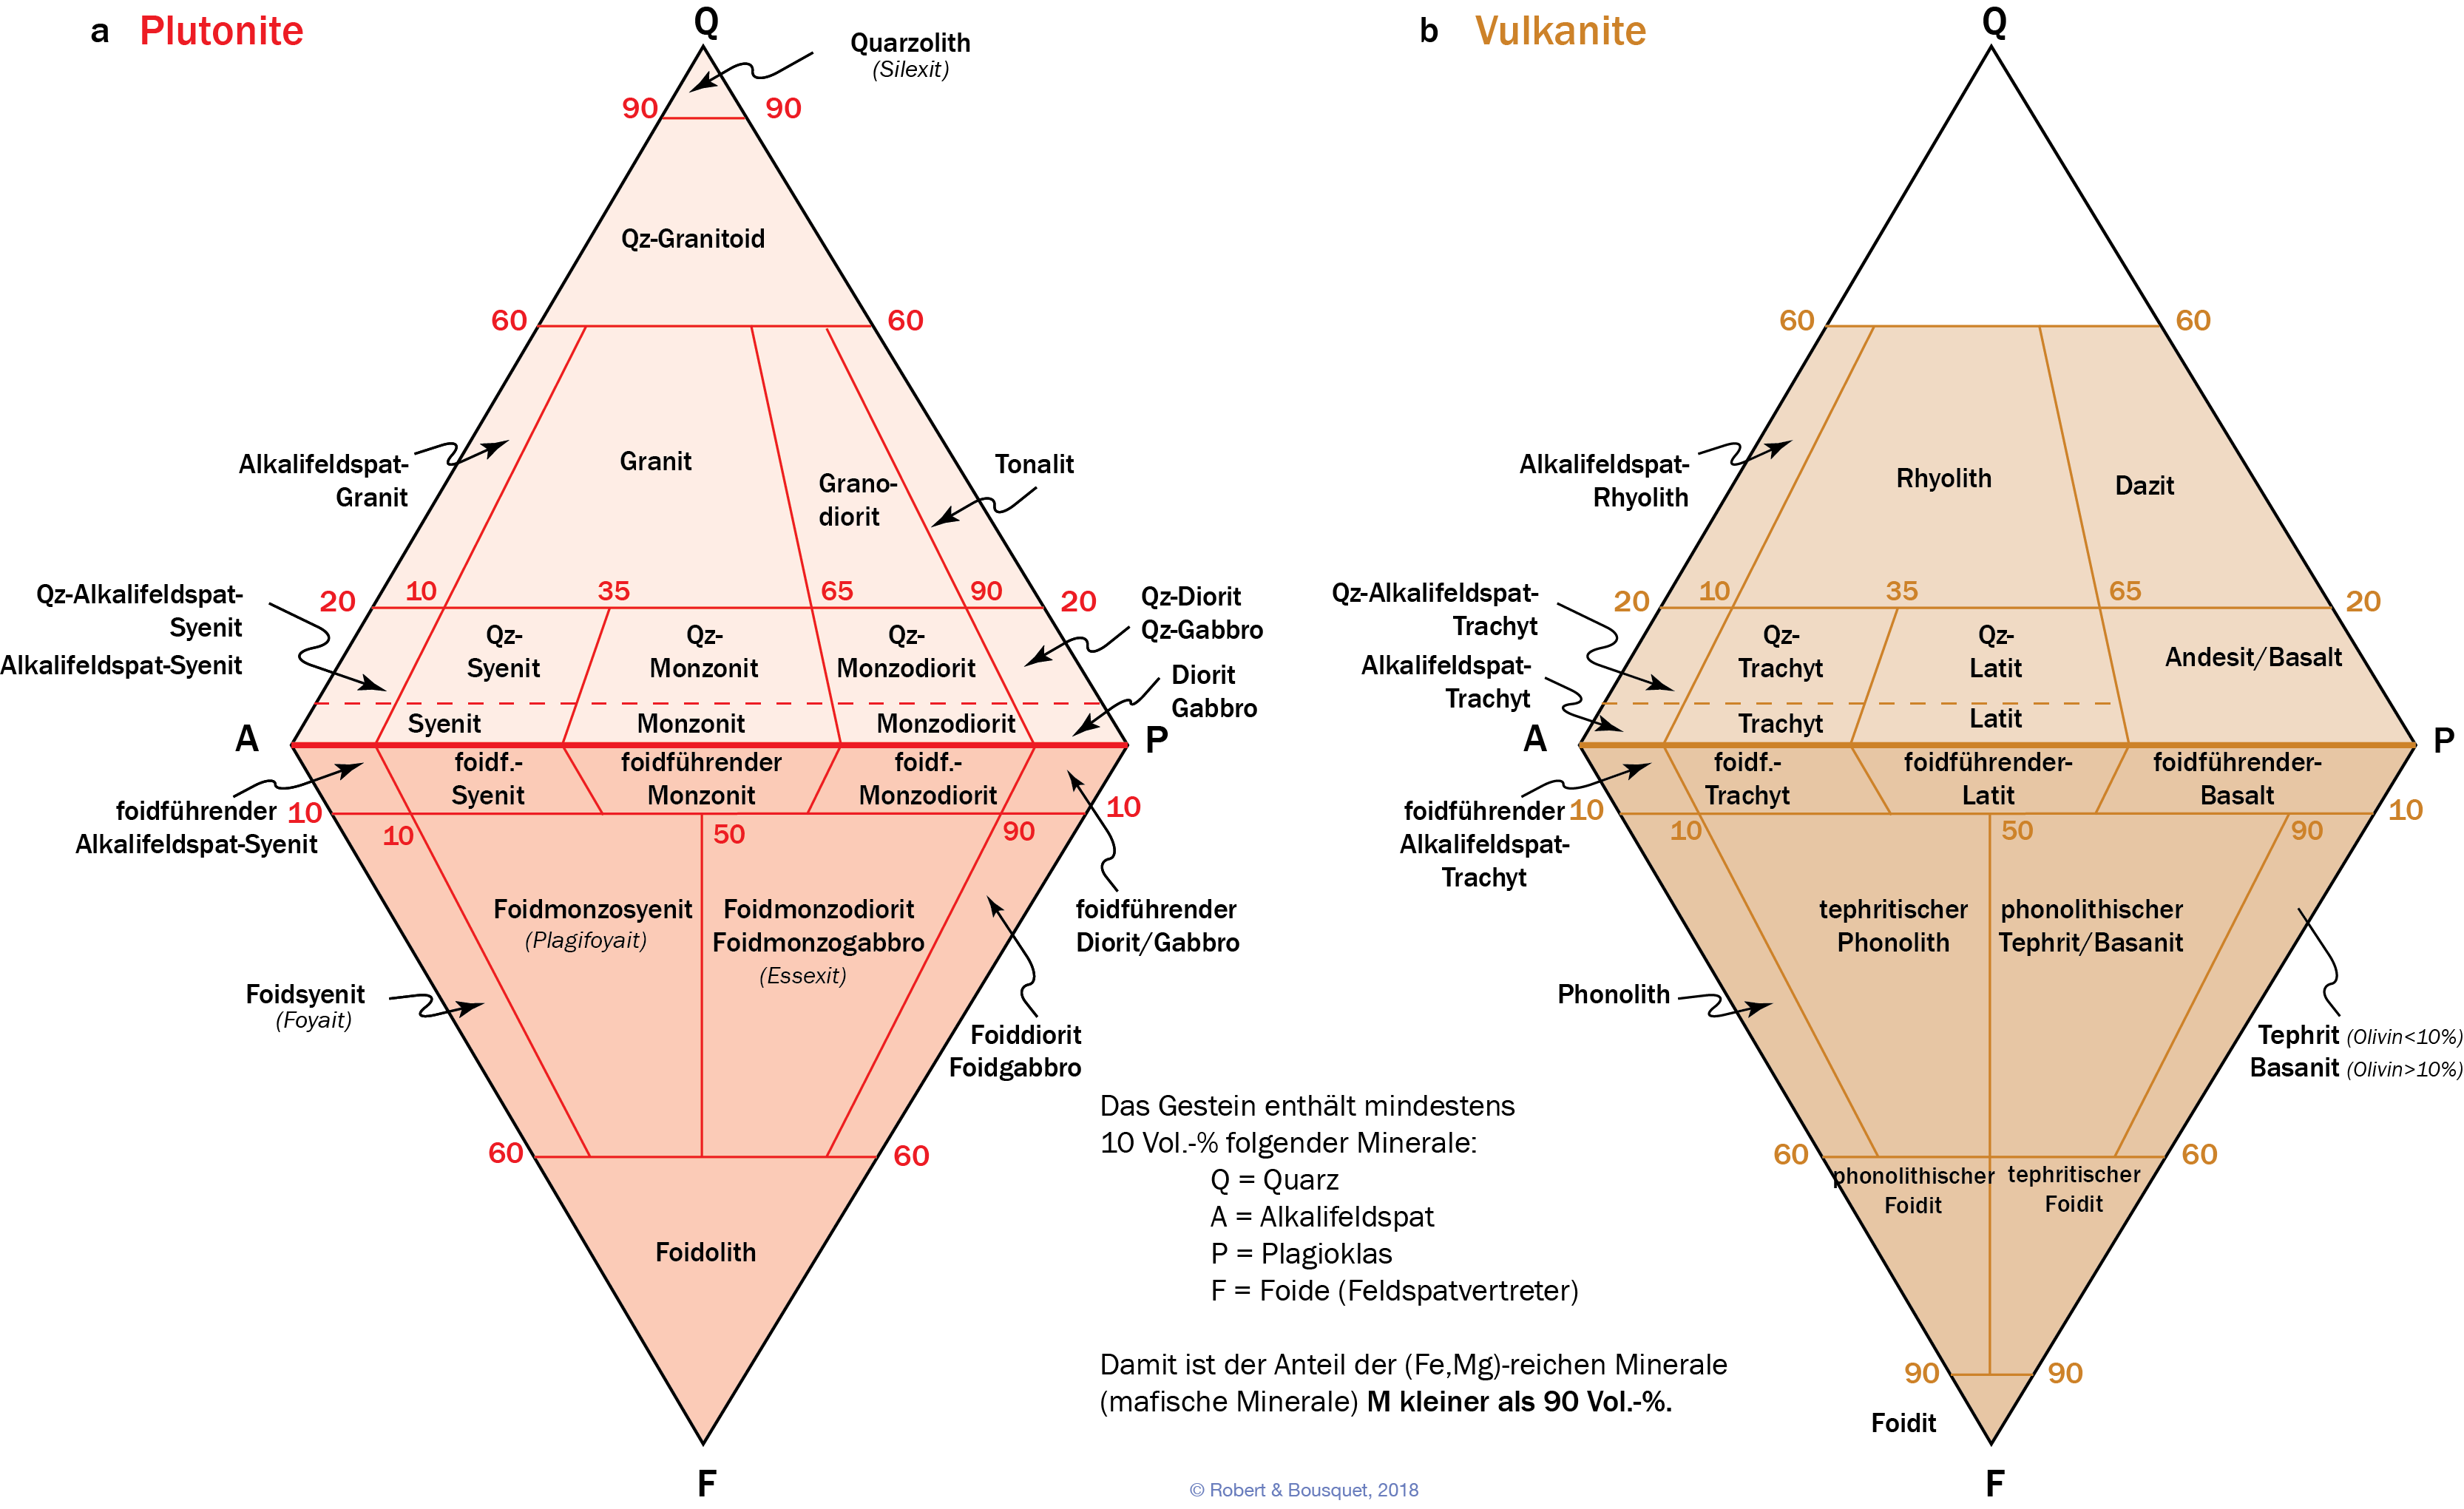 a Plutonite
Q
Quarzolith
(Silexit)
90
90
Qz-Granitoid
60
60
Alkalifeldspat-
Granit
Granit
Grano-
diorit
Tonalit
Qz-Alkalifeldspat-
Syenit
Alkalifeldspat-Syenit
20
10
35
65
90
20
Qz-Diorit
Qz-Gabbro
Qz-
Syenit
Qz-
Monzonit
Qz-
Monzodiorit
Diorit
Gabbro
Syenit
Monzonit
Monzodiorit
A
P
foidf.-
Syenit
foidführender
Monzonit
foidf.-
Monzodiorit
foidführender
Alkalifeldspat-Syenit
10
10
10
50
90
Foidmonzosyenit
(Plagifoyait)
Foidmonzodiorit
Foidmonzogabbro
(Essexit)
foidführender
Diorit/Gabbro
Foidsyenit
(Foyait)
Foiddiorit
Foidgabbro
60
60
Foidolith
F
b Vulkanite
Q
60
60
Alkalifeldspat-
Rhyolith
Rhyolith
Dazit
Qz-Alkalifeldspat-
Trachyt
Alkalifeldspat-
Trachyt
20
10
35
65
20
Qz-
Trachyt
Qz-
Latit
Andesit/Basalt
Trachyt
Latit
A
P
foidf.-
Trachyt
foidführender-
Latit
foidführender-
Basalt
foidführender
Alkalifeldspat-
Trachyt
10
10
10
50
90
tephritischer
Phonolith
phonolithischer
Tephrit/Basanit
Phonolith
Tephrit (Olivin<10%)
Basanit (Olivin>10%)
60
60
phonolithischer
Foidit
tephritischer
Foidit
90
90
Foidit
F
Das Gestein enthält mindestens
10 Vol.-% folgender Minerale:
Q = Quarz
A = Alkalifeldspat
P = Plagioklas
F = Foide (Feldspatvertreter)
Damit ist der Anteil der (Fe,Mg)-reichen Minerale
(mafische Minerale) M kleiner als 90 Vol.-%.
© Robert & Bousquet, 2018